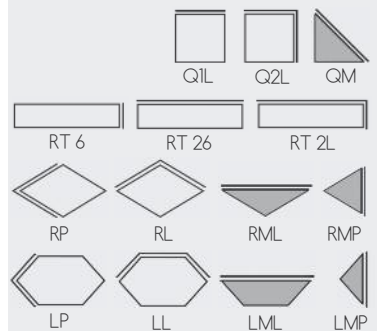 Q1L Q2L QM
RT 6 RT 26 RT 2L
RP RL RML RMP
LP LL LML LMP